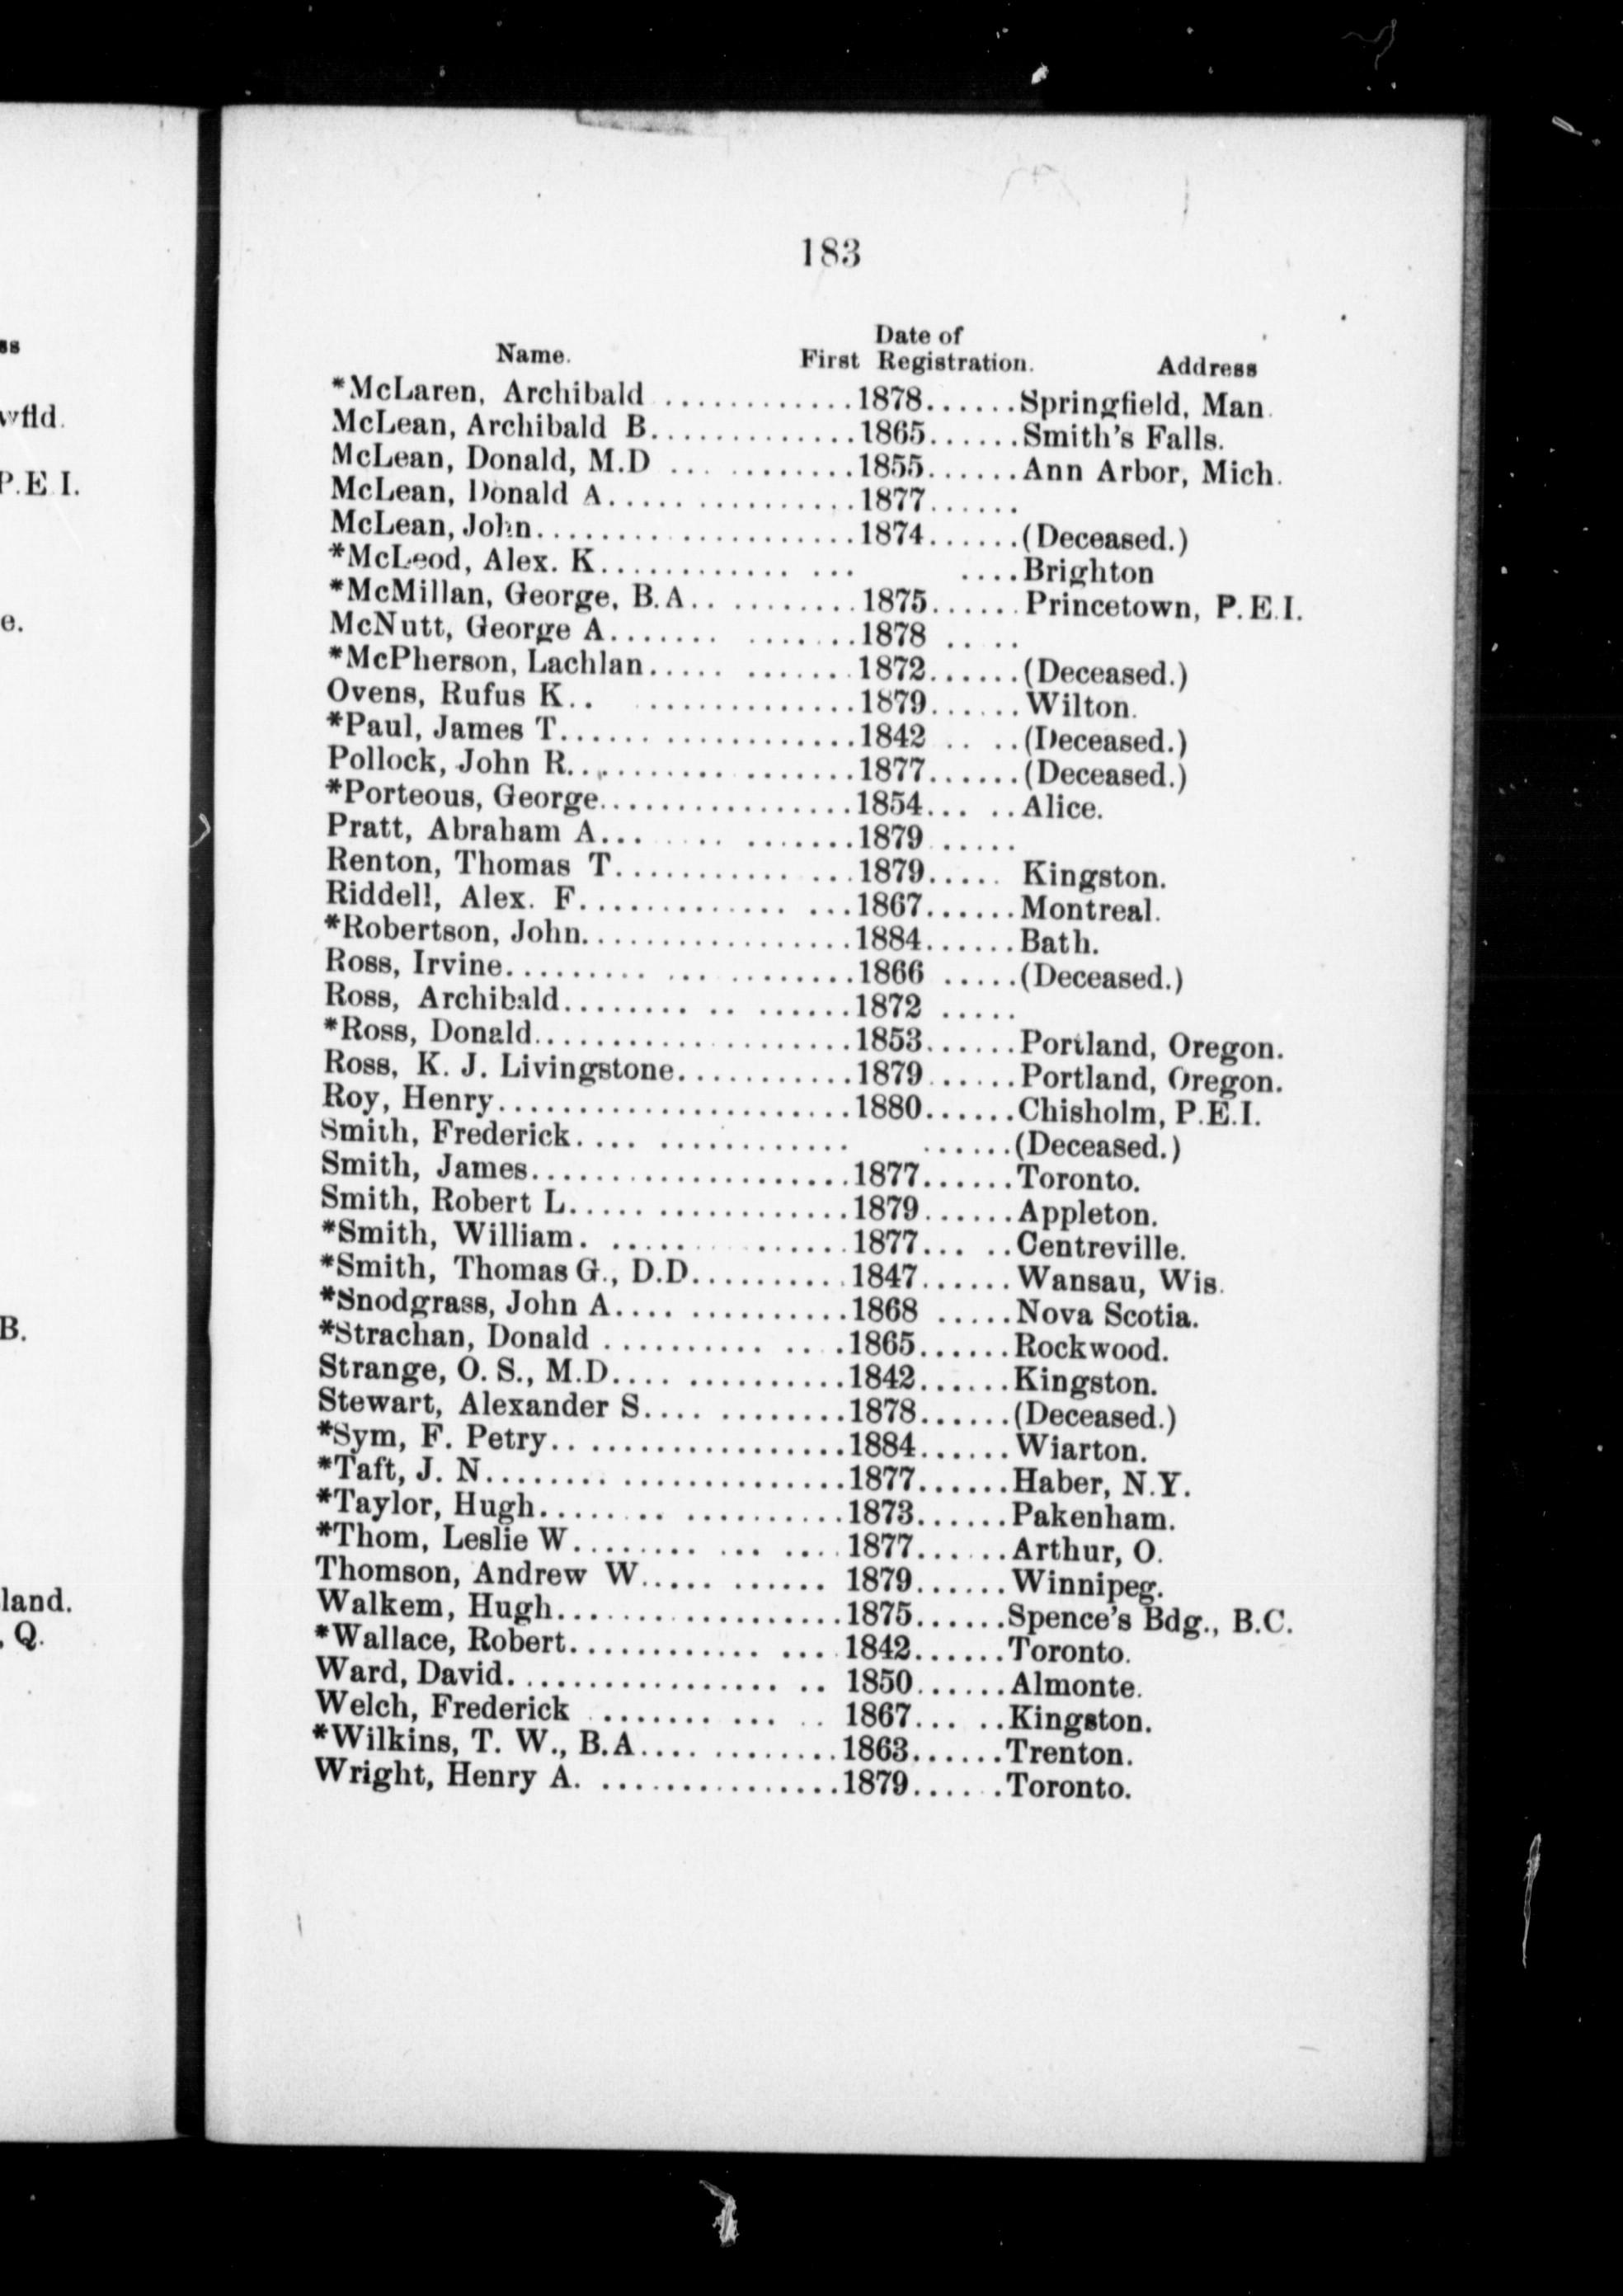 183
Name. Date of First Registration. Address
*McLaren, Archibald ............1878......Springfield, Man.
McLean, Archibald B..............1865......Smith's Falls.
McLean, Donald, M.D ............1855......Ann Arbor, Mich.
McLean, Donald A................1877......
McLean, John....................1874......(Deceased.)
*McLeod, Alex. K............. ... ....Brighton
*McMillan, George, B.A...........1875......Princetown, P.E.I.
McNutt, George A....... .......1878 .....
*McPherson, Lachlan..... .......1872......(Deceased.)
Ovens, Rufus K.. ..............1879......Wilton.
*Paul, James T...................1842 .. ..(Deceased.)
Pollock, John R..................1877......(Deceased.)
*Porteous, George................1854... ..Alice.
Pratt, Abraham A... .... .......1879 .....
Renton, Thomas T............. ...1879..... Kingston.
Riddell, Alex. F............. ...1867......Montreal.
*Robertson, John.................1884......Bath.
Ross, Irvine......... ... ........1866 .....(Deceased.)
Ross, Archibald........ .. ......1872 .....
*Ross, Donald....................1853......Portland, Oregon.
Ross, K. J. Livingstone...........1879......Portland, Oregon.
Roy, Henry......................1880......Chisholm, P.E.I.
Smith, Frederick.... ............ ......(Deceased.)
Smith, James....................1877......Toronto.
Smith, Robert L..... ............1879......Appleton.
*Smith, William. ..... ......1877... ..Centreville.
*Smith, Thomas G., D.D..........1847......Wansau, Wis.
*Snodgrass, John A.... ..........1868 .....Nova Scotia.
*Strachan, Donald .......... ....1865......Rockwood.
Strange, O. S., M.D.... ..........1842......Kingston.
Stewart, Alexander S.... ........1878......(Deceased.)
*Sym, F. Petry..................1884......Wiarton.
*Taft, J. N........ ..............1877......Haber, N.Y.
*Taylor, Hugh........ ..........1873......Pakenham.
*Thom, Leslie W........ ... ....1877......Arthur, O.
Thomson, Andrew W..... ...... 1879......Winnipeg.
Walkem, Hugh..................1875......Spence's Bdg., B.C.
*Wallace, Robert............ ....1842......Toronto.
Ward, David.................. .. 1850......Almonte.
Welch, Frederick ........ ... .. 1867... ..Kingston.
*Wilkins, T. W., B.A.... ........1863......Trenton.
Wright, Henry A. ...............1879......Toronto.
ss
wfld.
P.E.I.
e.
B.
land.
, Q.